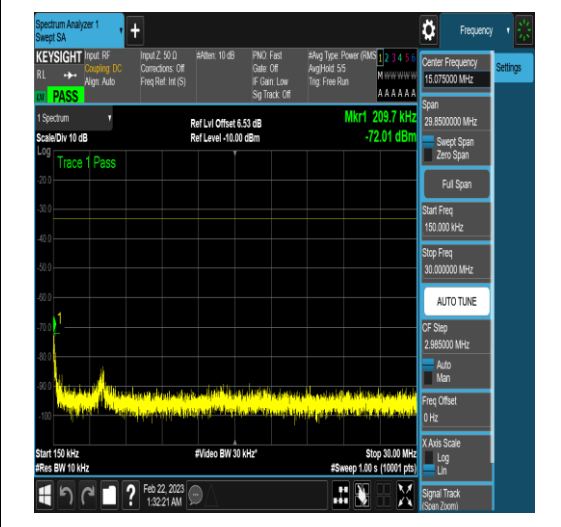 Spectrum Analyzer 1
Swept SA
+
Frequency
KEYSIGHT
RL
Input: RF
Coupling: DC
Align: Auto
Input Z: 50 Ω
Corrections: Off
Freq Ref: Int (S)
#Atten: 10 dB
PNO: Fast
Gate: Off
IF Gain: Low
Sig Track: Off
#Avg Type: Power (RMS
Avg|Hold: 5/5
Trig: Free Run
1 2 3 4 5 6
M W W W W W
A A A A A A
PASS
1 Spectrum
Scale/Div 10 dB
Ref Lvl Offset 6.53 dB
Ref Level -10.00 dBm
Mkr1 209.7 kHz
-72.01 dBm
Log
Trace 1 Pass
-20.0
-30.0
-40.0
-50.0
-60.0
-70.0
-80.0
-90.0
-100
1
Start 150 kHz
#Res BW 10 kHz
#Video BW 30 kHz*
Stop 30.00 MHz
#Sweep 1.00 s (10001 pts)
Feb 22, 2023
1:32:21 AM
?
Center Frequency
15.075000 MHz
Span
29.8500000 MHz
Swept Span
Zero Span
Full Span
Start Freq
150.000 kHz
Stop Freq
30.000000 MHz
AUTO TUNE
CF Step
2.985000 MHz
Auto
Man
Freq Offset
0 Hz
X Axis Scale
Log
Lin
Signal Track
(Span Zoom)
Settings